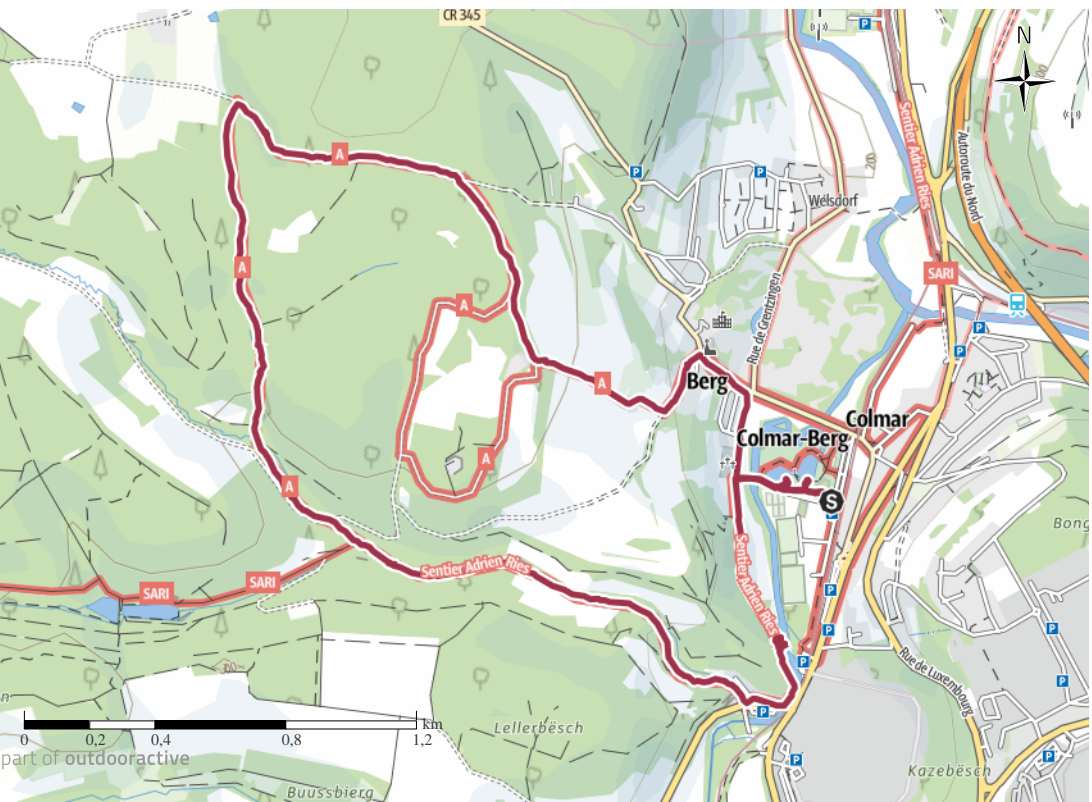 CR 345
N
P
Sentier Adrien Ries
Autoroute du Nord
200
A
P
P
Welsdorf
A
SARI
Rue de Grentzingen
A
P
P
A
Berg
Colmar
Colmar-Berg
A
A
S
P
Bong
Sentier Adrien Ries
Sentier Adrien Ries
SARI
SARI
P
P
P
P
Rue de Luxembourg
P
P
n
km
0
0,2
0,4
0,8
1,2
Lellerbësch
part of outdooractive
P
Kazebësch
P
Buussbierg